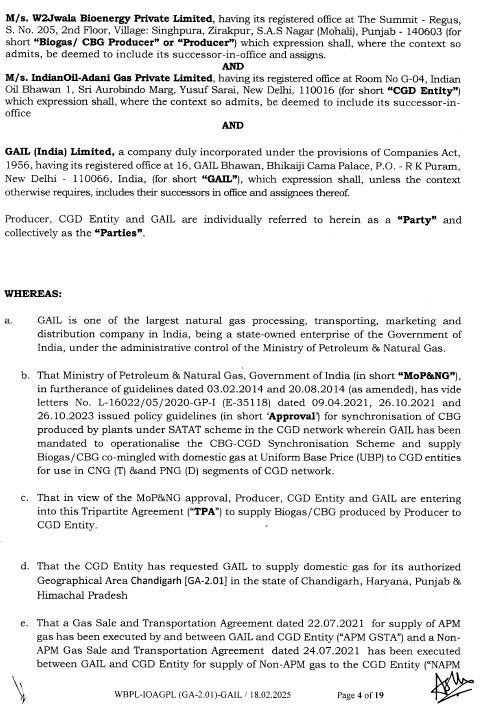 M/s. W2Jwala Bioenergy Private Limited, having its registered office at The Summit - Regus,
S. No. 205, 2nd Floor, Village: Singhpura, Zirakpur, S.A.S Nagar (Mohali), Punjab - 140603 (for
short "Biogas/ CBG Producer" or "Producer") which expression shall, where the context so
admits, be deemed to include its successor-in-office and assigns.
AND
M/s. IndianOil-Adani Gas Private Limited, having its registered office at Room No G-04, Indian
Oil Bhawan 1, Sri Aurobindo Marg, Yusuf Sarai, New Delhi, 110016 (for short "CGD Entity")
which expression shall, where the context so admits, be deemed to include its successor-in-
office
AND
GAIL (India) Limited, a company duly incorporated under the provisions of Companies Act,
1956, having its registered office at 16, GAIL Bhawan, Bhikaiji Cama Palace, P.O. - R K Puram,
New Delhi - 110066, India, (for short "GAIL"), which expression shall, unless the context
otherwise requires, includes their successors in office and assignees thereof.
Producer, CGD Entity and GAIL are individually referred to herein as a "Party" and
collectively as the "Parties".
WHEREAS:
a. GAIL is one of the largest natural gas processing, transporting, marketing and
distribution company in India, being a state-owned enterprise of the Government of
India, under the administrative control of the Ministry of Petroleum & Natural Gas.
b. That Ministry of Petroleum & Natural Gas, Government of India (in short "MoP&NG"),
in furtherance of guidelines dated 03.02.2014 and 20.08.2014 (as amended), has vide
letters No. L-16022/05/2020-GP-I (E-35118) dated 09.04.2021, 26.10.2021 and
26.10.2023 issued policy guidelines (in short 'Approval') for synchronisation of CBG
produced by plants under SATAT scheme in the CGD network wherein GAIL has been
mandated to operationalise the CBG-CGD Synchronisation Scheme and supply
Biogas/CBG co-mingled with domestic gas at Uniform Base Price (UBP) to CGD entities
for use in CNG (T) &and PNG (D) segments of CGD network.
c. That in view of the MoP&NG approval, Producer, CGD Entity and GAIL are entering
into this Tripartite Agreement ("TPA") to supply Biogas/CBG produced by Producer to
CGD Entity.
d. That the CGD Entity has requested GAIL to supply domestic gas for its authorized
Geographical Area Chandigarh [GA-2.01] in the state of Chandigarh, Haryana, Punjab &
Himachal Pradesh
e. That a Gas Sale and Transportation Agreement dated 22.07.2021 for supply of APM
gas has been executed by and between GAIL and CGD Entity ("APM GSTA") and a Non-
APM Gas Sale and Transportation Agreement dated 24.07.2021 has been executed
between GAIL and CGD Entity for supply of Non-APM gas to the CGD Entity ("NAPM
WBPL-IOAGPL (GA-2.01)-GAIL / 18.02.2025 Page 4 of 19